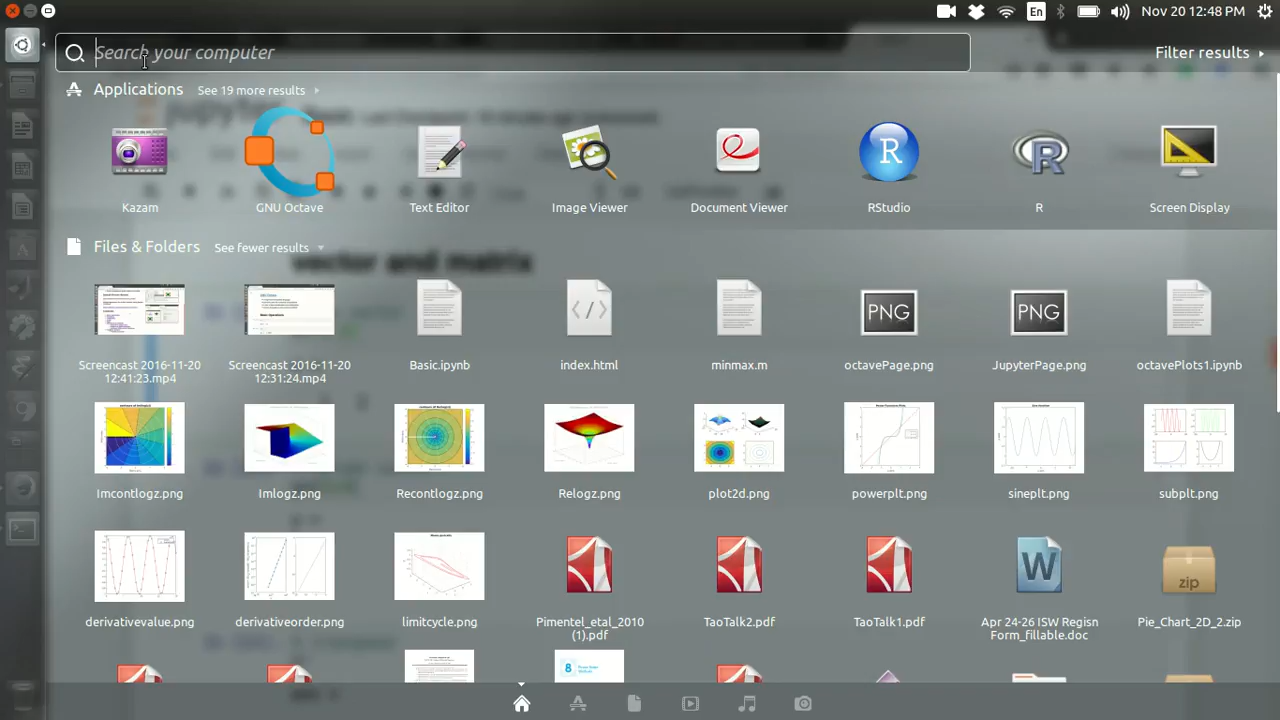 En
Nov 20 12:48 PM
Search your computer
Filter results
Applications
See 19 more results
Kazam
GNU Octave
Text Editor
Image Viewer
Document Viewer
RStudio
R
Screen Display
Files & Folders
See fewer results
vector and matrix
Screencast 2016-11-20
12:41:23.mp4
Screencast 2016-11-20
12:31:24.mp4
Basic.ipynb
index.html
minmax.m
PNG
octavePage.png
PNG
JupyterPage.png
octavePlots1.ipynb
Imcontlogz.png
Imlogz.png
Recontlogz.png
Relogz.png
plot2d.png
powerplt.png
sineplt.png
subplt.png
derivativevalue.png
derivativeorder.png
limitcycle.png
Pimentel_etal_2010
(1).pdf
TaoTalk2.pdf
TaoTalk1.pdf
W
Apr 24-26 ISW Regisn
Form_fillable.doc
zip
Pie_Chart_2D_2.zip
8